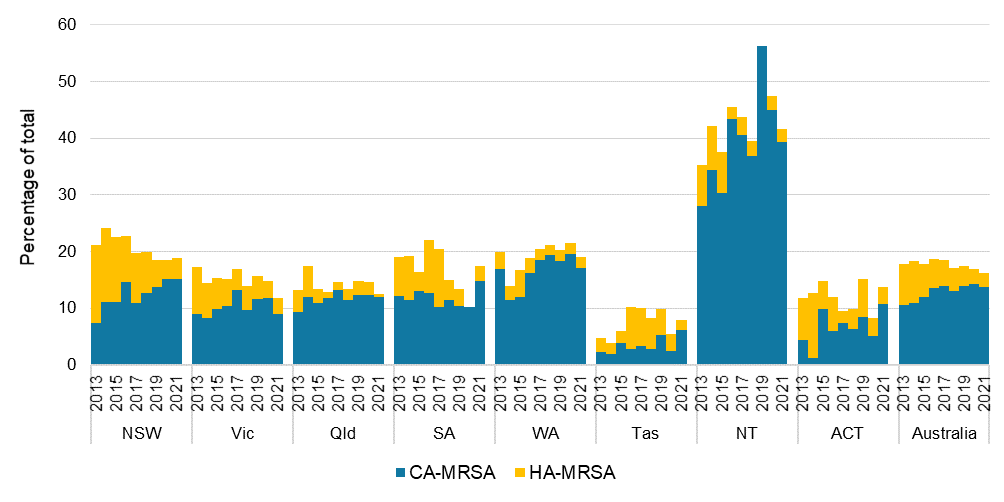 60
50
40
30
20
10
0
Percentage of total
2013 2015 2017 2019 2021 2013 2015 2017 2019 2021 2013 2015 2017 2019 2021 2013 2015 2017 2019 2021 2013 2015 2017 2019 2021 2013 2015 2017 2019 2021 2013 2015 2017 2019 2021 2013 2015 2017 2019 2021 2013 2015 2017 2019 2021
NSW Vic Qld SA WA Tas NT ACT Australia
CA-MRSA HA-MRSA